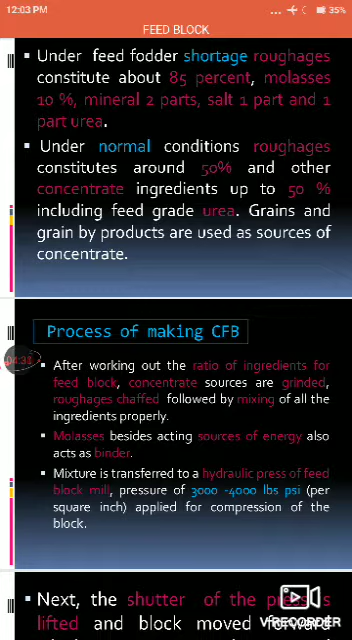 12:03 PM
... 35%
FEED BLOCK
▪ Under feed fodder shortage roughages
constitute about 85 percent, molasses
10 %, mineral 2 parts, salt 1 part and 1
part urea.
▪ Under normal conditions roughages
constitutes around 50% and other
concentrate ingredients up to 50 %
including feed grade urea. Grains and
grain by products are used as sources of
concentrate.
Process of making CFB
▪ After working out the ratio of ingredients for
feed block, concentrate sources are grinded,
roughages chaffed followed by mixing of all the
ingredients properly.
▪ Molasses besides acting sources of energy also
acts as binder.
▪ Mixture is transferred to a hydraulic press of feed
block mill, pressure of 3000 -4000 lbs psi (per
square inch) applied for compression of the
block.
▪ Next, the shutter of the press is
lifted and block moved forward
V RECORDER